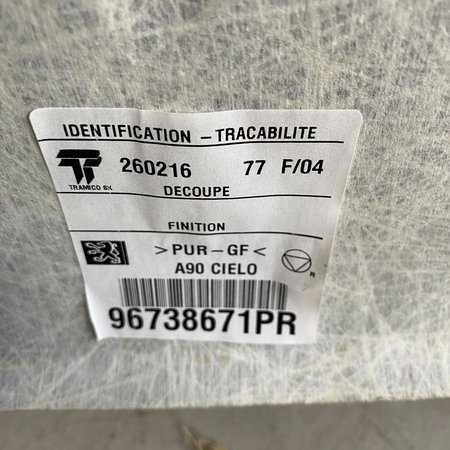 IDENTIFICATION - TRACABILITE
260216 77 F/04
TRAMICO SK
DECOUPE
FINITION
>PUR-GF<
A90 CIELO
R
96738671PR